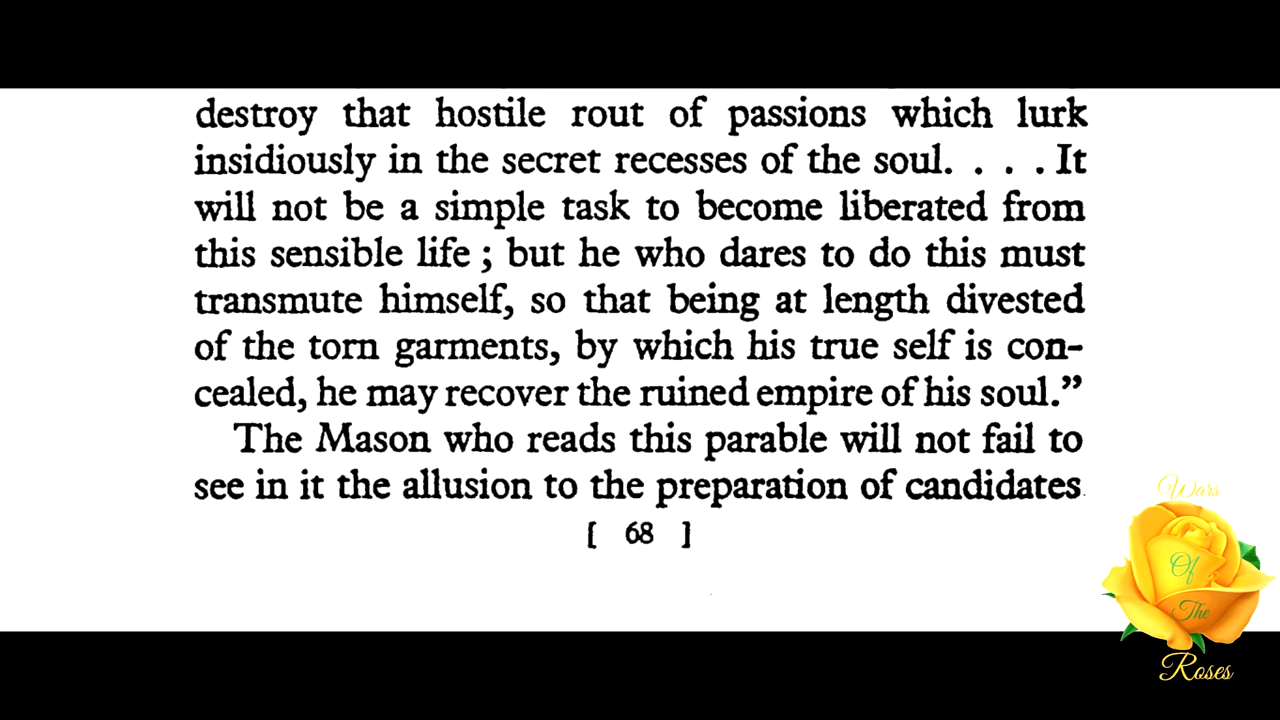 destroy that hostile rout of passions which lurk
insidiously in the secret recesses of the soul. . . . It
will not be a simple task to become liberated from
this sensible life ; but he who dares to do this must
transmute himself, so that being at length divested
of the torn garments, by which his true self is con-
cealed, he may recover the ruined empire of his soul.”
The Mason who reads this parable will not fail to
see in it the allusion to the preparation of candidates
[ 68 ]
Wars
Of
The
Roses